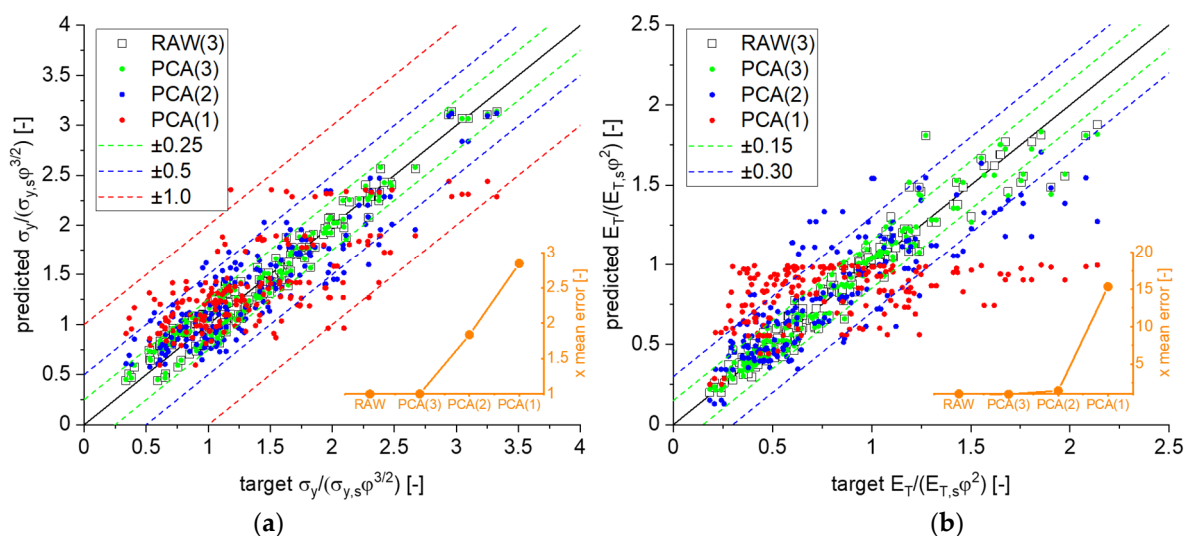 4
3.5
3
2.5
2
1.5
1
0.5
0
0 0.5 1 1.5 2 2.5 3 3.5 4
predicted σy/(σy,sφ3/2) [-]
target σy/(σy,sφ3/2) [-]
RAW(3)
PCA(3)
PCA(2)
PCA(1)
±0.25
±0.5
±1.0
3
2.5
2
1.5
1
x mean error [-]
RAW PCA(3) PCA(2) PCA(1)
(a)
2.5
2
1.5
1
0.5
0
0 0.5 1 1.5 2 2.5
predicted ET/(ET,sφ2) [-]
target ET/(ET,sφ2) [-]
RAW(3)
PCA(3)
PCA(2)
PCA(1)
±0.15
±0.30
20
15
10
5
x mean error [-]
RAW PCA(3) PCA(2) PCA(1)
(b)